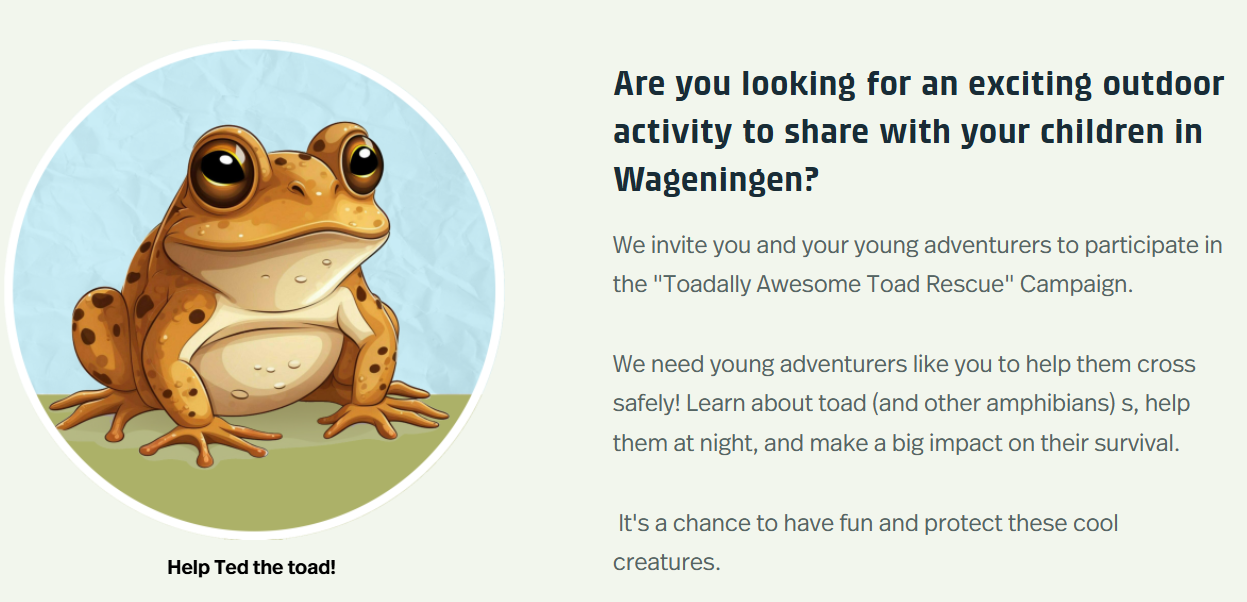 Are you looking for an exciting outdoor
activity to share with your children in
Wageningen?
We invite you and your young adventurers to participate in
the "Toadally Awesome Toad Rescue" Campaign.
We need young adventurers like you to help them cross
safely! Learn about toad (and other amphibians) s, help
them at night, and make a big impact on their survival.
It's a chance to have fun and protect these cool
creatures.
Help Ted the toad!